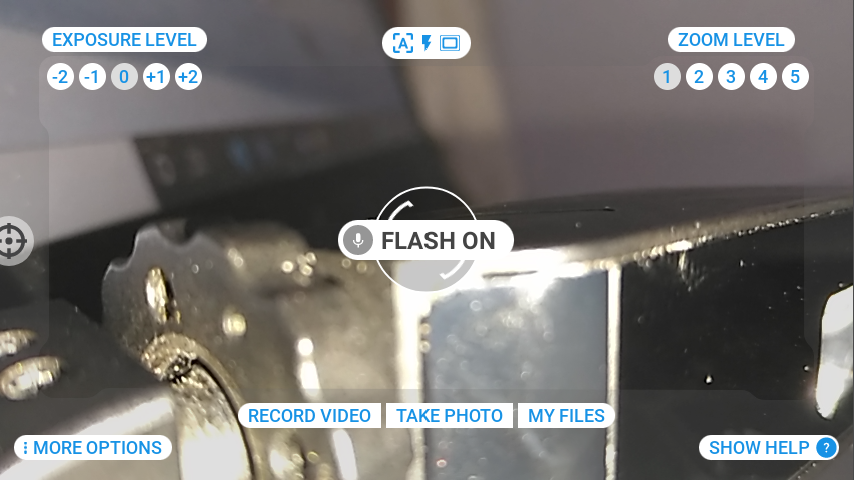 EXPOSURE LEVEL
-2 -1 0 +1 +2
A
ZOOM LEVEL
1 2 3 4 5
FLASH ON
RECORD VIDEO TAKE PHOTO MY FILES
MORE OPTIONS
SHOW HELP ?